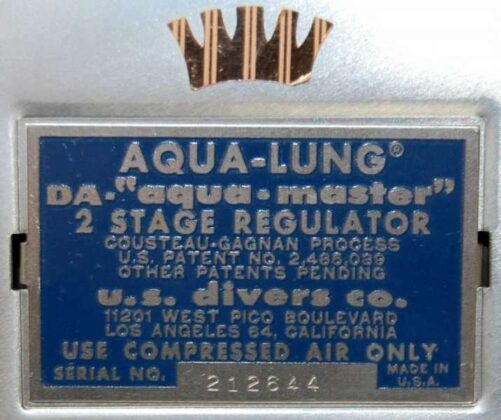 AQUA-LUNG®
DA-"aqua-master"
2 STAGE REGULATOR
COUSTEAU-GAGNAN PROCESS
U.S. PATENT NO. 2,485,039
OTHER PATENTS PENDING
u.s. divers co.
11201 WEST PICO BOULEVARD
LOS ANGELES 64, CALIFORNIA
USE COMPRESSED AIR ONLY
SERIAL NO. 212644 MADE IN
U.S.A.